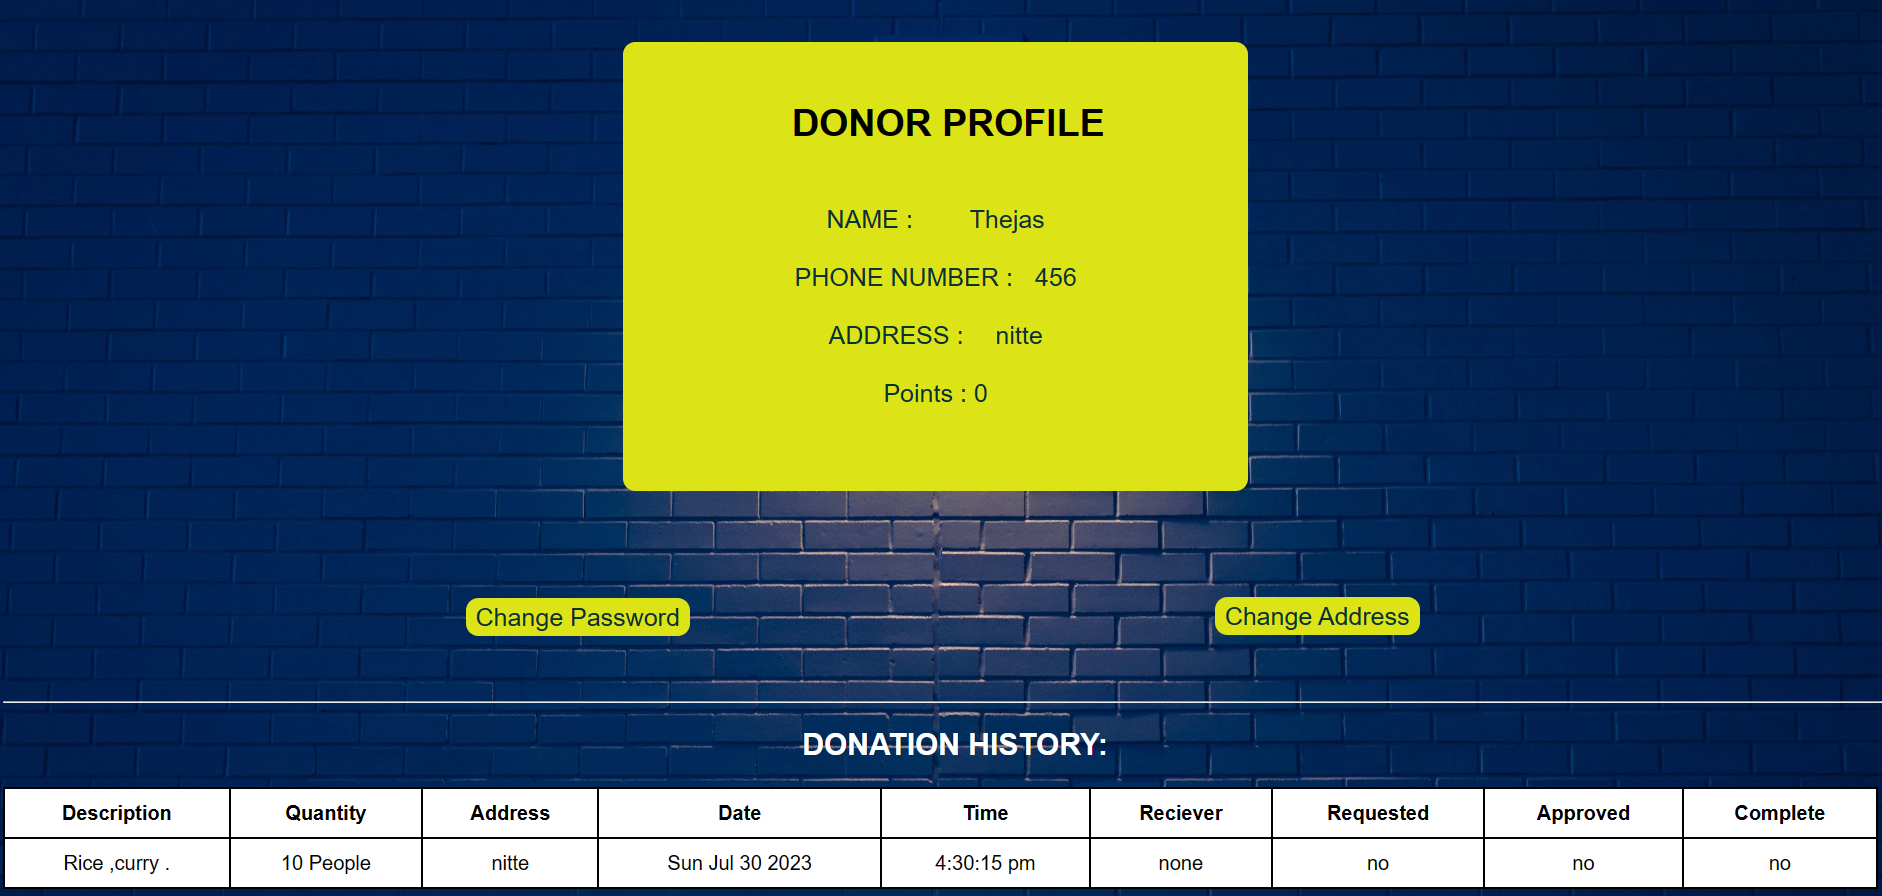 DONOR PROFILE
NAME : Thejas
PHONE NUMBER : 456
ADDRESS : nitte
Points : 0
Change Password Change Address
DONATION HISTORY:
Description Quantity Address Date Time Reciever Requested Approved Complete
Rice ,curry . 10 People nitte Sun Jul 30 2023 4:30:15 pm none no no no